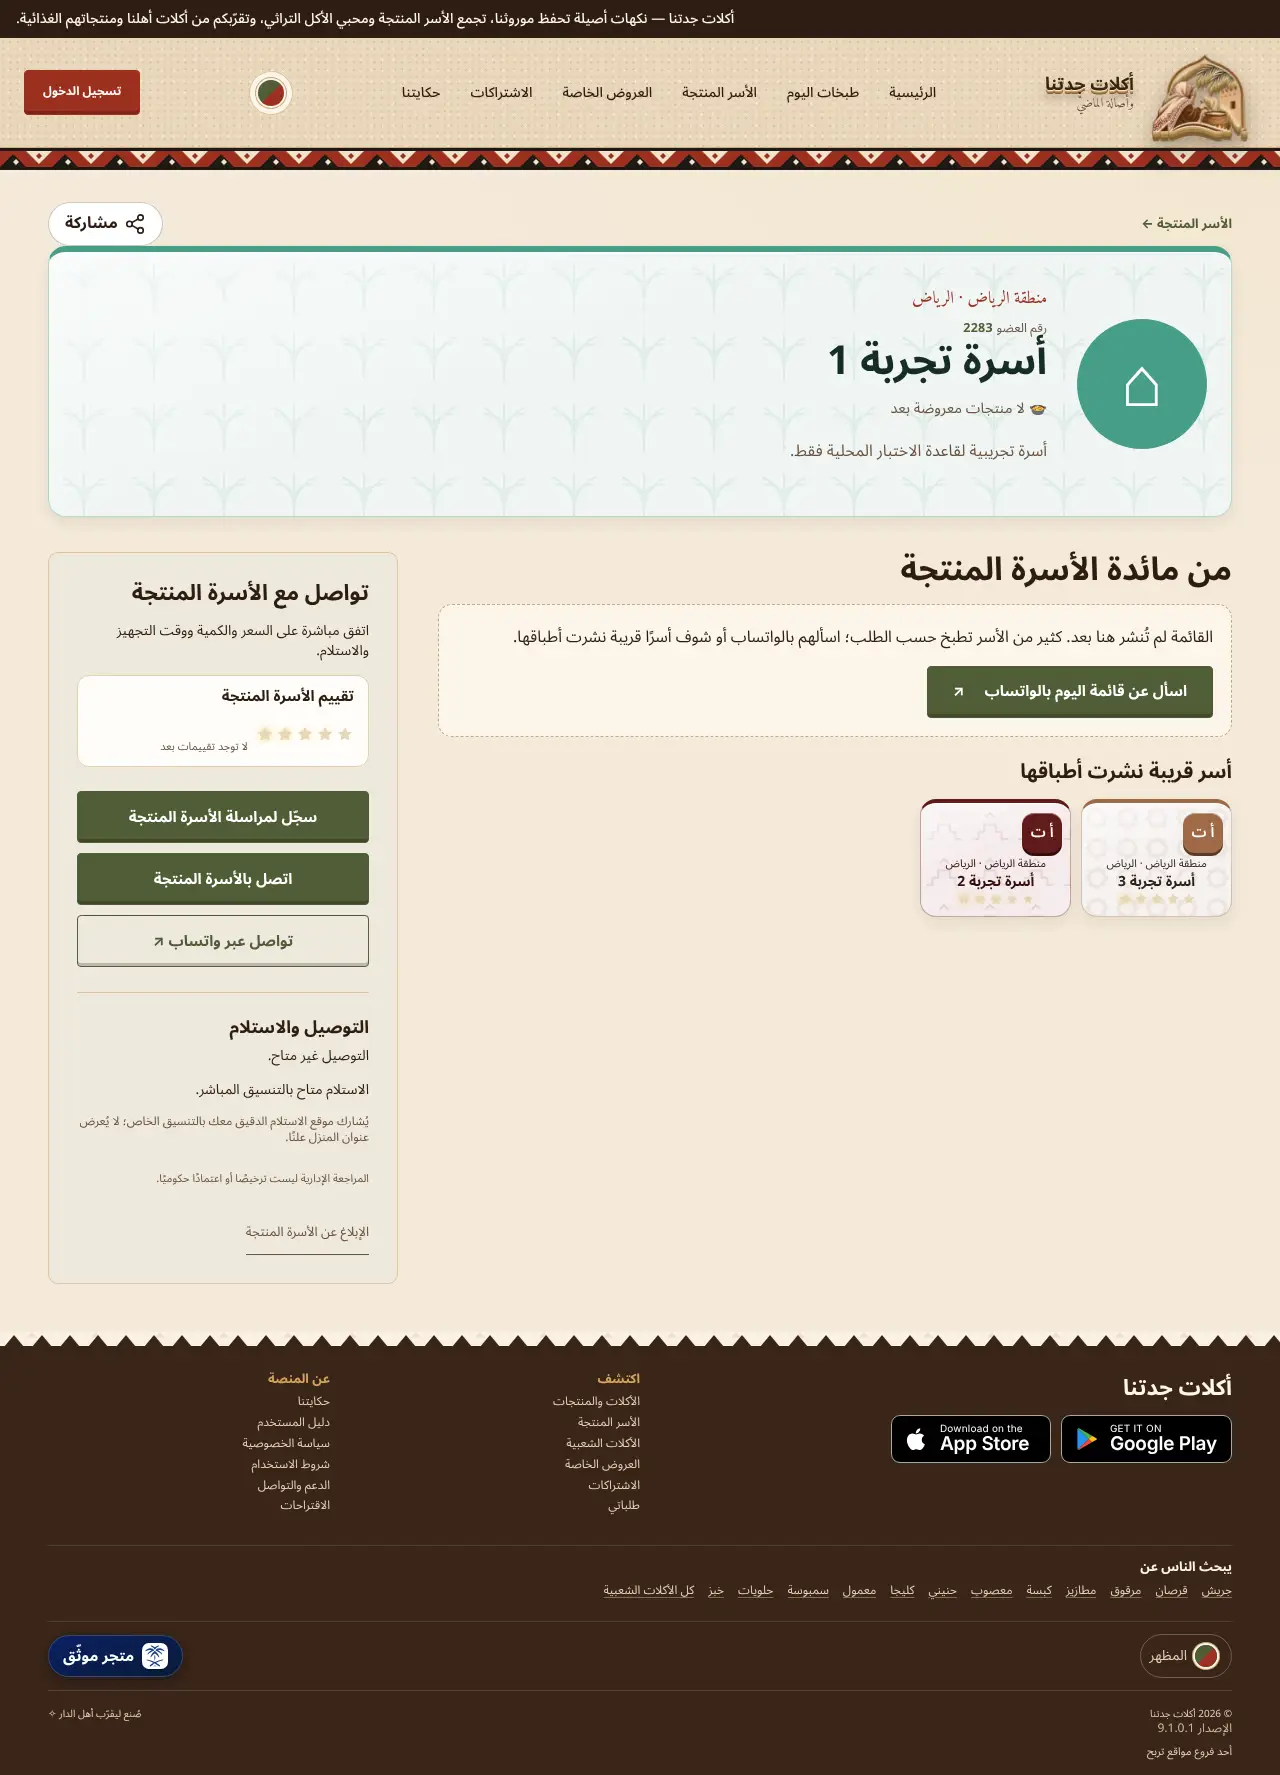 أكلات جدتنا — نكهات أصيلة تحفظ موروثنا، تجمع الأسر المنتجة ومحبي الأكل التراثي، وتقرّبكم من أكلات أهلنا ومنتجاتهم الغذائية.
أكلات جدتنا
وأصالة الماضي
الرئيسية
طبخات اليوم
الأسر المنتجة
العروض الخاصة
الاشتراكات
حكايتنا
تسجيل الدخول
الأسر المنتجة ←
مشاركة
منطقة الرياض · الرياض
رقم العضو 2283
أسرة تجربة 1
🍲 لا منتجات معروضة بعد
أسرة تجريبية لقاعدة الاختبار المحلية فقط.
من مائدة الأسرة المنتجة
القائمة لم تُنشر هنا بعد. كثير من الأسر تطبخ حسب الطلب؛ اسألهم بالواتساب أو شوف أسرًا قريبة نشرت أطباقها.
اسأل عن قائمة اليوم بالواتساب ↗
أسر قريبة نشرت أطباقها
أ ت
منطقة الرياض · الرياض
أسرة تجربة 3
أ ت
منطقة الرياض · الرياض
أسرة تجربة 2
تواصل مع الأسرة المنتجة
اتفق مباشرة على السعر والكمية ووقت التجهيز
والاستلام.
تقييم الأسرة المنتجة
لا توجد تقييمات بعد
سجّل لمراسلة الأسرة المنتجة
اتصل بالأسرة المنتجة
تواصل عبر واتساب ↗
التوصيل والاستلام
التوصيل غير متاح.
الاستلام متاح بالتنسيق المباشر.
يُشارك موقع الاستلام الدقيق معك بالتنسيق الخاص؛ لا يُعرض
عنوان المنزل علنًا.
المراجعة الإدارية ليست ترخيصًا أو اعتمادًا حكوميًا.
الإبلاغ عن الأسرة المنتجة
أكلات جدتنا
GET IT ON
Google Play
Download on the
App Store
اكتشف
الأكلات والمنتجات
الأسر المنتجة
الأكلات الشعبية
العروض الخاصة
الاشتراكات
طلباتي
عن المنصة
حكايتنا
دليل المستخدم
سياسة الخصوصية
شروط الاستخدام
الدعم والتواصل
الاقتراحات
يبحث الناس عن
جريش قرصان مرقوق مطازيز كبسة معصوب حنيني كليجا معمول سمبوسة حلويات خبز كل الأكلات الشعبية
المظهر
متجر موثّق
© 2026 أكلات جدتنا
الإصدار 9.1.0.1
أحد فروع مواقع تربح
صُنع ليقرّب أهل الدار ✧